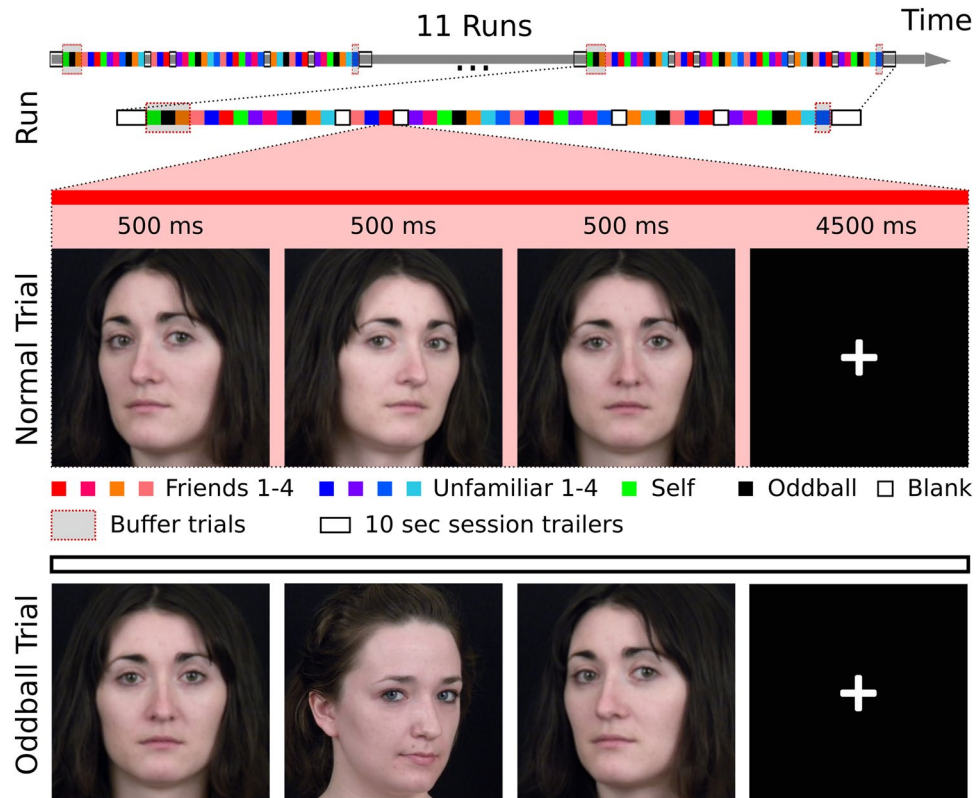 11 Runs
Time
...
Run
500 ms
500 ms
500 ms
4500 ms
Normal Trial
Friends 1-4
Unfamiliar 1-4
Self
Oddball
Blank
Buffer trials
10 sec session trailers
Oddball Trial